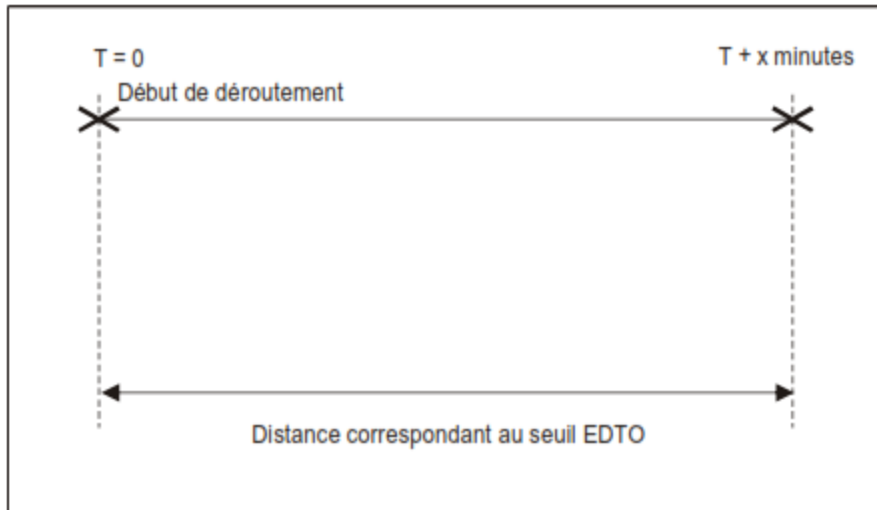 T = 0
T + x minutes
Début de déroutement
Distance correspondant au seuil EDTO